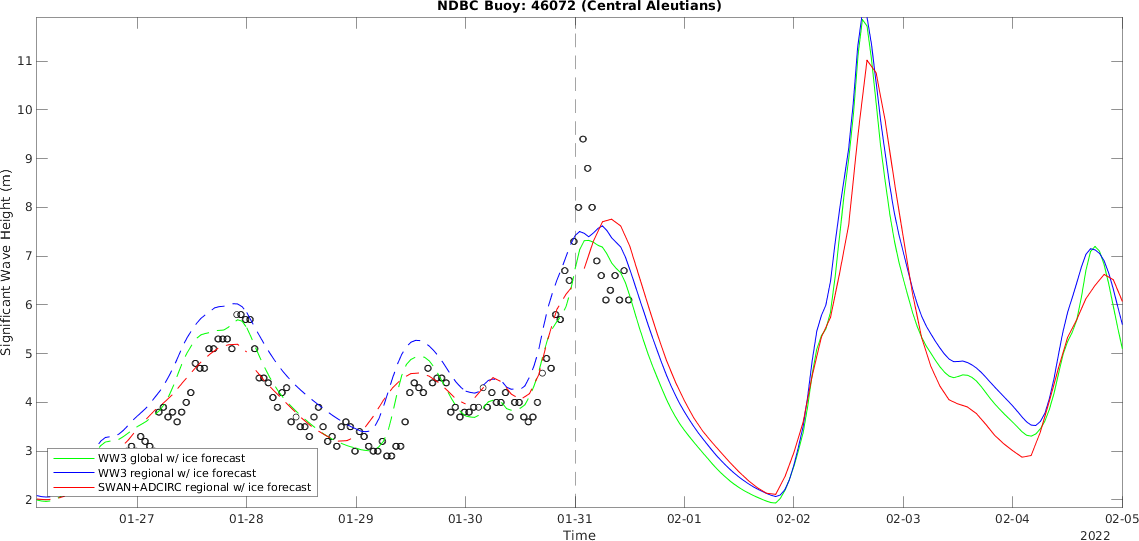 NDBC Buoy: 46072 (Central Aleutians)
Significant Wave Height (m)
11
10
9
8
7
6
5
4
3
2
WW3 global w/ ice forecast
WW3 regional w/ ice forecast
SWAN+ADCIRC regional w/ ice forecast
01-27 01-28 01-29 01-30 01-31 02-01 02-02 02-03 02-04 02-05
Time 2022